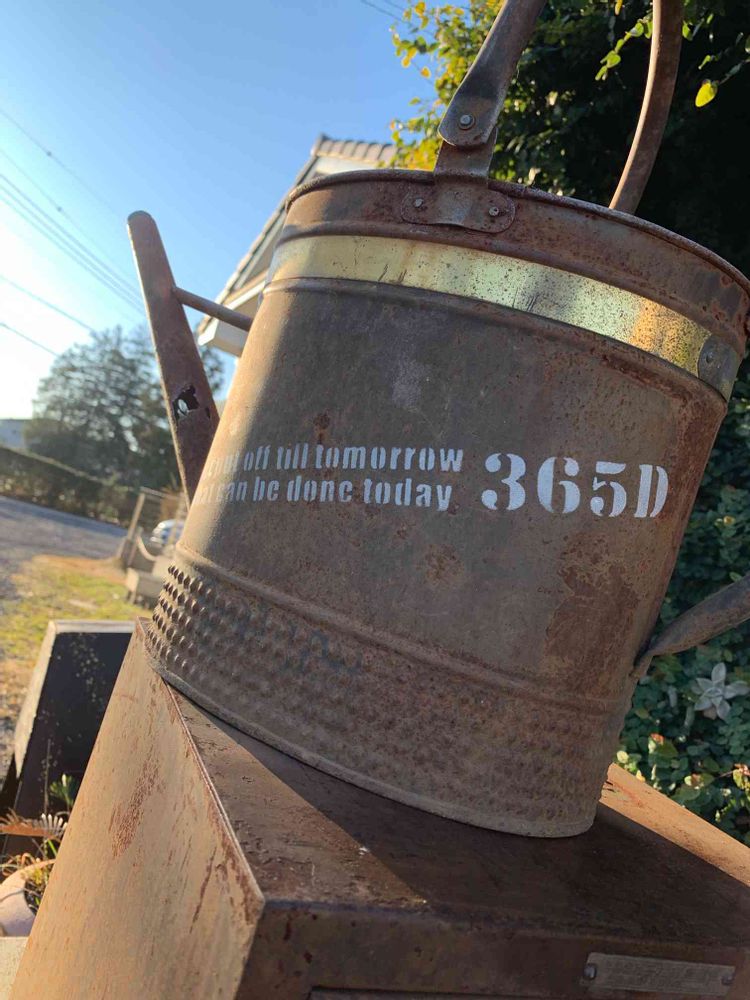 off till tomorrow
can be done today
365D